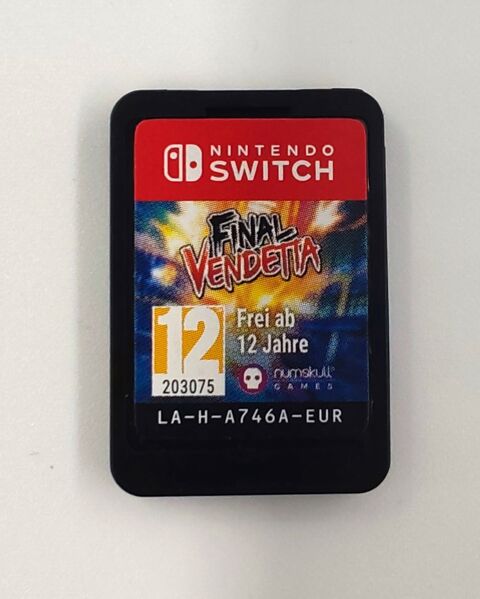 NINTENDO
SWITCH
FINAL
VENDETTA
12
203075
Frei ab
12 Jahre
numskull
GAMES
LA-H-A746A-EUR